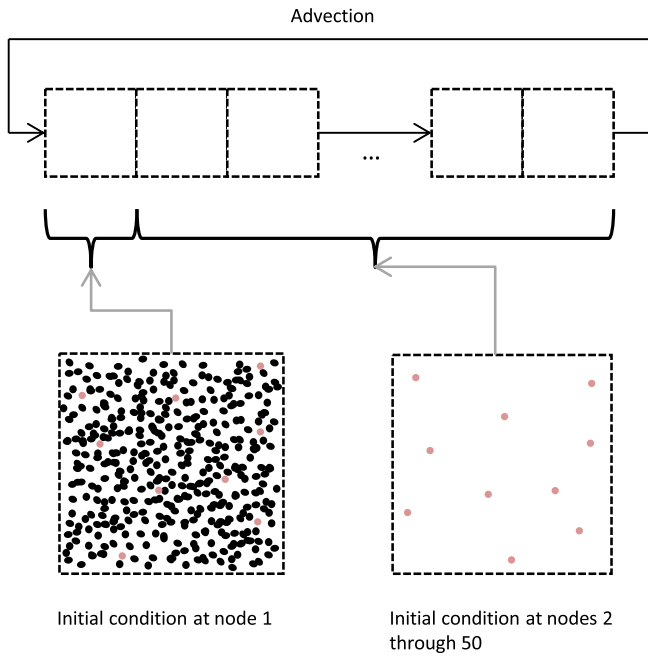 Advection
...
Initial condition at node 1
Initial condition at nodes 2
through 50